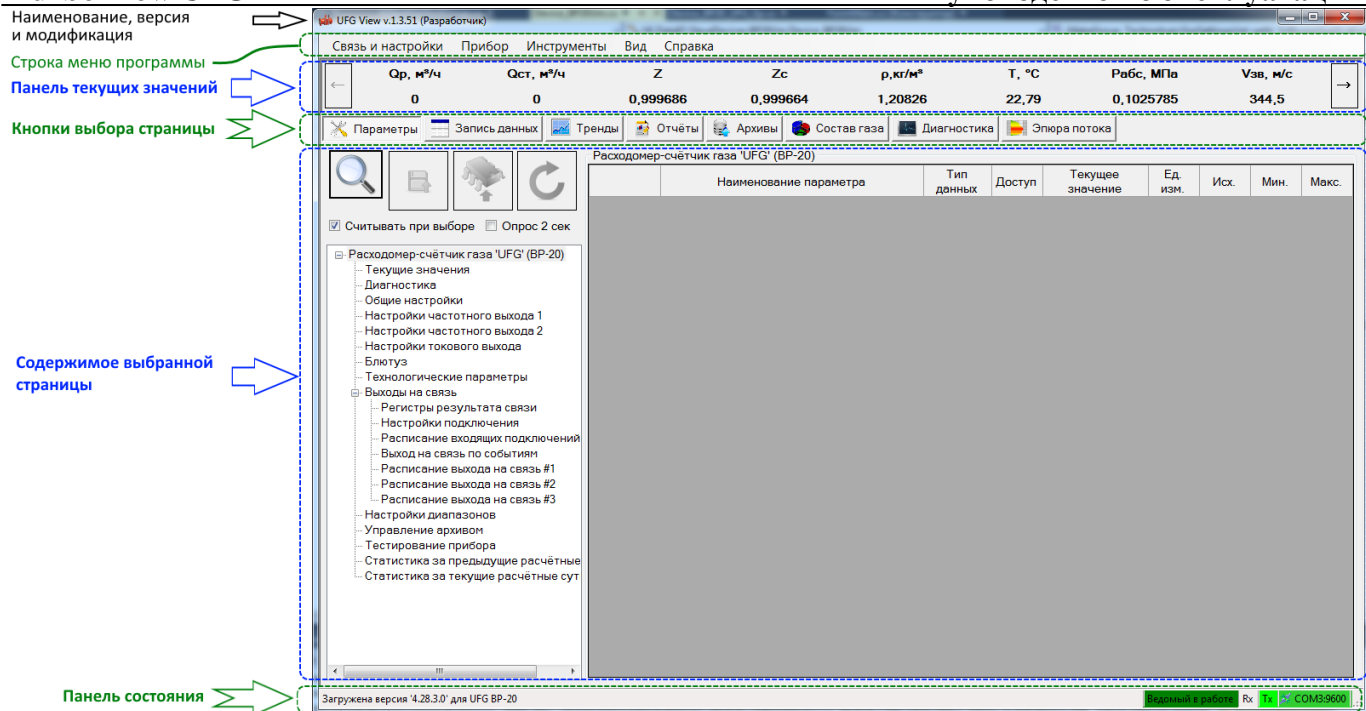 Наименование, версия
и модификация
Строка меню программы
Панель текущих значений
Кнопки выбора страницы
Содержимое выбранной
страницы
Панель состояния
UFG View v.1.3.51 (Разработчик)
Связь и настройки Прибор Инструменты Вид Справка
Qр, м³/ч Qст, м³/ч Z Zc ρ,кг/м³ T, °C Рабс, МПа Vзв, м/с
← 0 0 0,999686 0,999664 1,20826 22,79 0,1025785 344,5 →
Параметры Запись данных Тренды Отчёты Архивы Состав газа Диагностика Эпюра потока
Считывать при выборе Опрос 2 сек
Расходомер-счётчик газа 'UFG' (ВР-20)
Текущие значения
Диагностика
Общие настройки
Настройки частотного выхода 1
Настройки частотного выхода 2
Настройки токового выхода
Блютуз
Технологические параметры
Выходы на связь
Регистры результата связи
Настройки подключения
Расписание входящих подключений
Выход на связь по событиям
Расписание выхода на связь #1
Расписание выхода на связь #2
Расписание выхода на связь #3
Настройки диапазонов
Управление архивом
Тестирование прибора
Статистика за предыдущие расчётные
Статистика за текущие расчётные сут
Расходомер-счётчик газа 'UFG' (ВР-20)
Наименование параметра Тип данных Доступ Текущее значение Ед. изм. Исх. Мин. Макс.
Загружена версия '4.28.3.0' для UFG ВР-20
Ведомый в работе Rx Tx COM3:9600